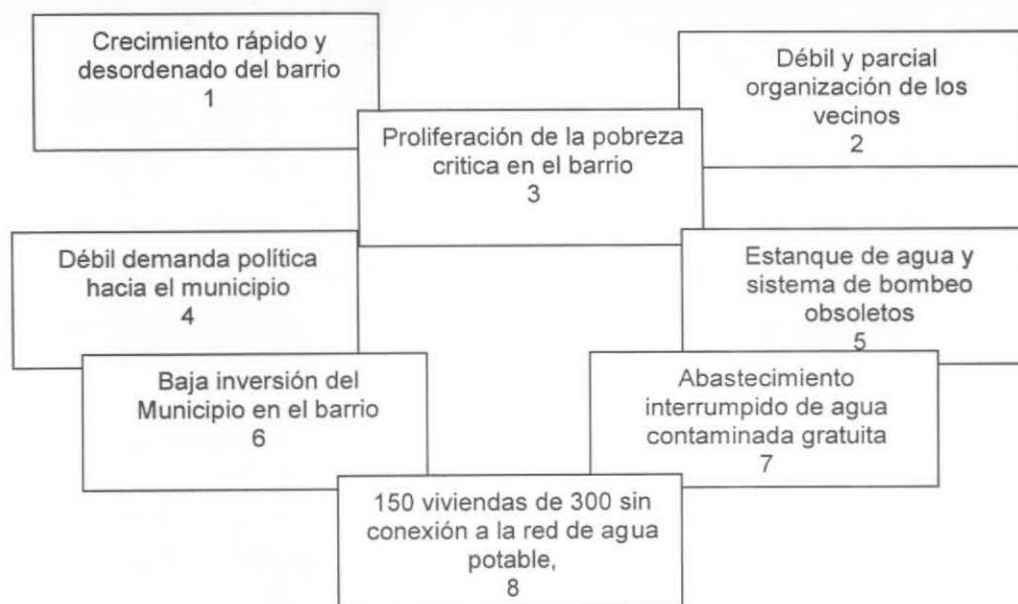 Crecimiento rápido y
desordenado del barrio
1
Débil y parcial
organización de los
vecinos
2
Proliferación de la pobreza
critica en el barrio
3
Débil demanda política
hacia el municipio
4
Estanque de agua y
sistema de bombeo
obsoletos
5
Baja inversión del
Municipio en el barrio
6
Abastecimiento
interrumpido de agua
contaminada gratuita
7
150 viviendas de 300 sin
conexión a la red de agua
potable,
8